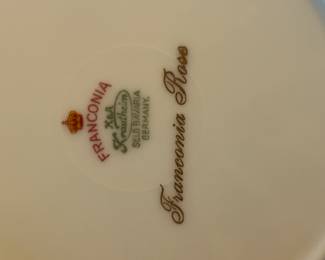 FRANCONIA
K&A
Krautheim
SELB BAVARIA
GERMANY.
Franconia Rose